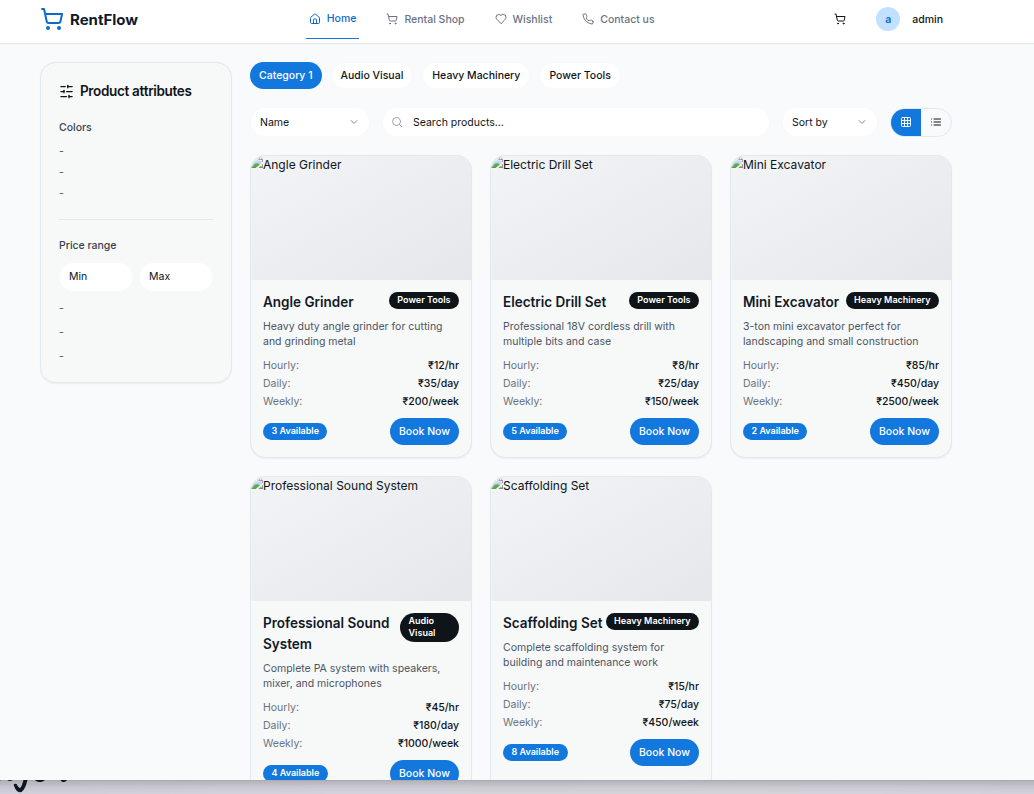 RentFlow
Home
Rental Shop
Wishlist
Contact us
a
admin
Product attributes
Colors
-
-
-
Price range
Min
Max
-
-
-
Category 1
Audio Visual
Heavy Machinery
Power Tools
Name
Search products...
Sort by
Angle Grinder
Angle Grinder
Power Tools
Heavy duty angle grinder for cutting
and grinding metal
Hourly: ₹12/hr
Daily: ₹35/day
Weekly: ₹200/week
3 Available
Book Now
Electric Drill Set
Electric Drill Set
Power Tools
Professional 18V cordless drill with
multiple bits and case
Hourly: ₹8/hr
Daily: ₹25/day
Weekly: ₹150/week
5 Available
Book Now
Mini Excavator
Mini Excavator
Heavy Machinery
3-ton mini excavator perfect for
landscaping and small construction
Hourly: ₹85/hr
Daily: ₹450/day
Weekly: ₹2500/week
2 Available
Book Now
Professional Sound System
Professional Sound
System
Audio
Visual
Complete PA system with speakers,
mixer, and microphones
Hourly: ₹45/hr
Daily: ₹180/day
Weekly: ₹1000/week
4 Available
Book Now
Scaffolding Set
Scaffolding Set
Heavy Machinery
Complete scaffolding system for
building and maintenance work
Hourly: ₹15/hr
Daily: ₹75/day
Weekly: ₹450/week
8 Available
Book Now